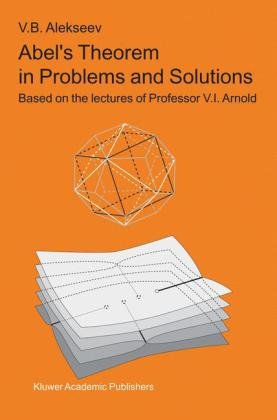 V.B. Alekseev
Abel's Theorem
in Problems and Solutions
Based on the lectures of Professor V.I. Arnold
Kluwer Academic Publishers